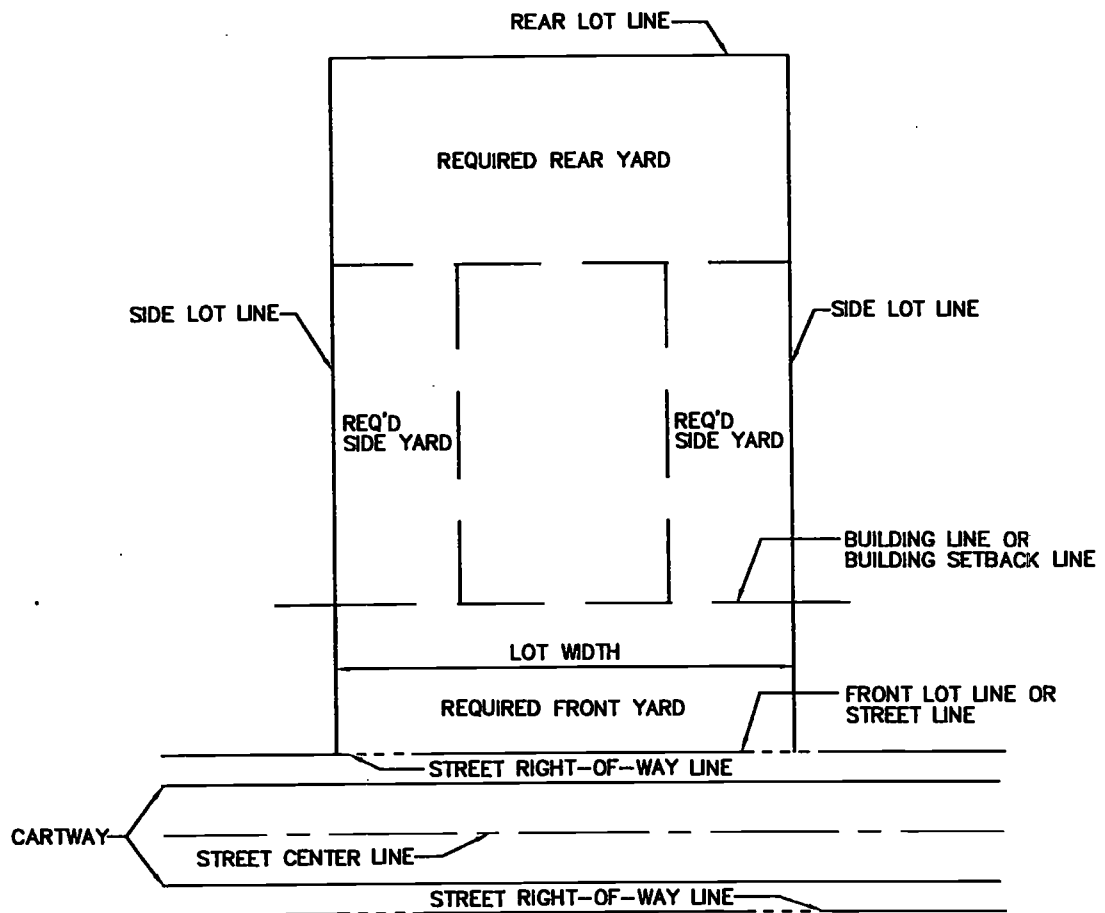 REAR LOT LINE
REQUIRED REAR YARD
SIDE LOT LINE
SIDE LOT LINE
REQ'D
SIDE YARD
REQ'D
SIDE YARD
BUILDING LINE OR
BUILDING SETBACK LINE
LOT WIDTH
REQUIRED FRONT YARD
FRONT LOT LINE OR
STREET LINE
STREET RIGHT-OF-WAY LINE
CARTWAY
STREET CENTER LINE
STREET RIGHT-OF-WAY LINE